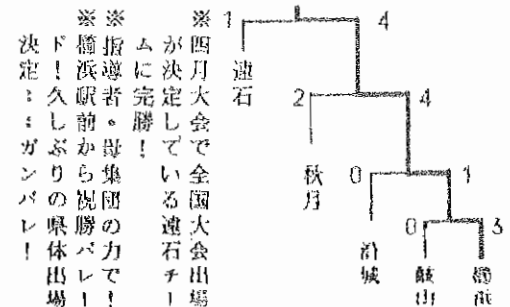 1 4
2 4
0 1
0 3
秋月
遠石
※四月大会で全国大会出場
が決定している遠石チー
ムに完勝!
※指導者。母集団の力で!
※櫛浜駅前から祝勝パレー
ド!久しぶりの県体出場
決定……ガンバレ!